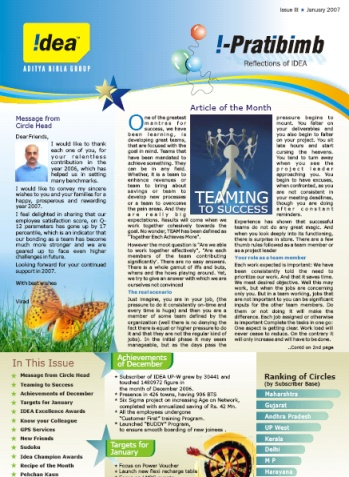 Issue III ★ January 2007
!dea
ADITYA BIRLA GROUP
!-Pratibimb
Reflections of IDEA
Message from
Circle Head
Dear Friends,
I would like to thank
each one of you, for
your relentless
contribution in the
year 2006, which has
helped us in setting
many benchmarks.
I would like to convey my sincere
wishes to you and your families for a
happy, prosperous and rewarding
year 2007.
I feel delighted in sharing that our
employee satisfaction score, on Q-
12 parameters has gone up by 17
percentile, which is an indicator that
our bonding as a team has become
much more stronger and we are
geared up to face even higher
challenges in future.
Looking forward for your continued
support in 2007.
With best wishes
Article of the Month
One of the greatest
mantras for
success, we have
been learning, is
developing great teams,
that are focused with the
goal in mind. Teams that
have been mandated to
achieve something. They
can be in any field.
Whether, it is a team to
enhance revenues or
team to bring about
savings or team to
develop new processes
or a team to overcome
the pain areas. And they
are really big
expectations. Results will come when we
work together cohesively towards the
goal. No wonder, TEAM has been defined as
"Together Each Achieves More".
However the most question is "Are we able
to work together effectively", "Are each
members of the team contributing
significantly". There are no easy answers.
There is a whole gamut of ifs and buts,
where and the hows playing around. Yet,
we try to give an answer with which we are
ourselves not convinced!
The real scenario
Just imagine, you are in your job, (the
pressure to do it consistently on-time and
every time is huge) and then you are a
member of some team defined by the
organization (well there is no denying the
fact there is equal or higher pressure to do
it and that they are not the regular kind of
jobs). In the initial phase it may seem
manageable, but as the days pass the
TEAMING
TO SUCCESS
pressure begins to
mount. You falter on
your deliverables and
you also begin to falter
on your project. You sit
late hours and start
cursing the heavens.
You tend to turn away
when you see the
project leader
approaching you. You
begin to have excuses,
when confronted, as you
are not consistent in
your meeting deadlines,
though you are doing
it after constant
reminders.
Experience has shown that successful
teams do not do any great magic. And
when you look deeply into its functioning,
there is surprise in store. There are a few
thumb rules followed as a team member or
as a project leader
Your role as a team member
Each work expected is important: We have
been consistently told the need to
prioritize our work. And that it saves time.
We meet desired objective. Well this may
work, but when the jobs are concerning
only you. But in a team working, jobs that
are not important to you can be significant
inputs for the other team members. Do
them or not doing it will make the
difference. Each job assigned or otherwise
is important Complete the tasks in one go:
One aspect is getting clear. Work load will
never cease to reduce. On the contrary it
will only increase and will have to be done.
...Contd on 2nd page
In This Issue
★ Message from Circle Head
★ Teaming to Success
★ Achievements of December
★ Targets for January
★ IDEA Excellence Awards
★ Know your Colleague
★ GPS Services
★ New Friends
★ Sudoku
★ Idea Champion Awards
★ Recipe of the Month
★ Pehchan Kaun
Achievements
of December
Subscriber of IDEA UP-W grew by 30441 and
touched 1480972 figure in
the month of December 2006.
Presence in 426 towns, having 906 BTS
Six Sigma project on increasing Age on Network,
completed with annualized saving of Rs. 42 Mn.
All the employees undergone
"Customer First" training Program.
Launched "BUDDY" Program,
to ensure smooth boarding of new joinees
Targets for
January
Focus on Power Voucher
Launch new flexi recharge table
Ranking of Circles
(by Subscriber base)
Maharashtra
Gujarat
Andhra Pradesh
UP West
Kerala
Delhi
M P
Haryana